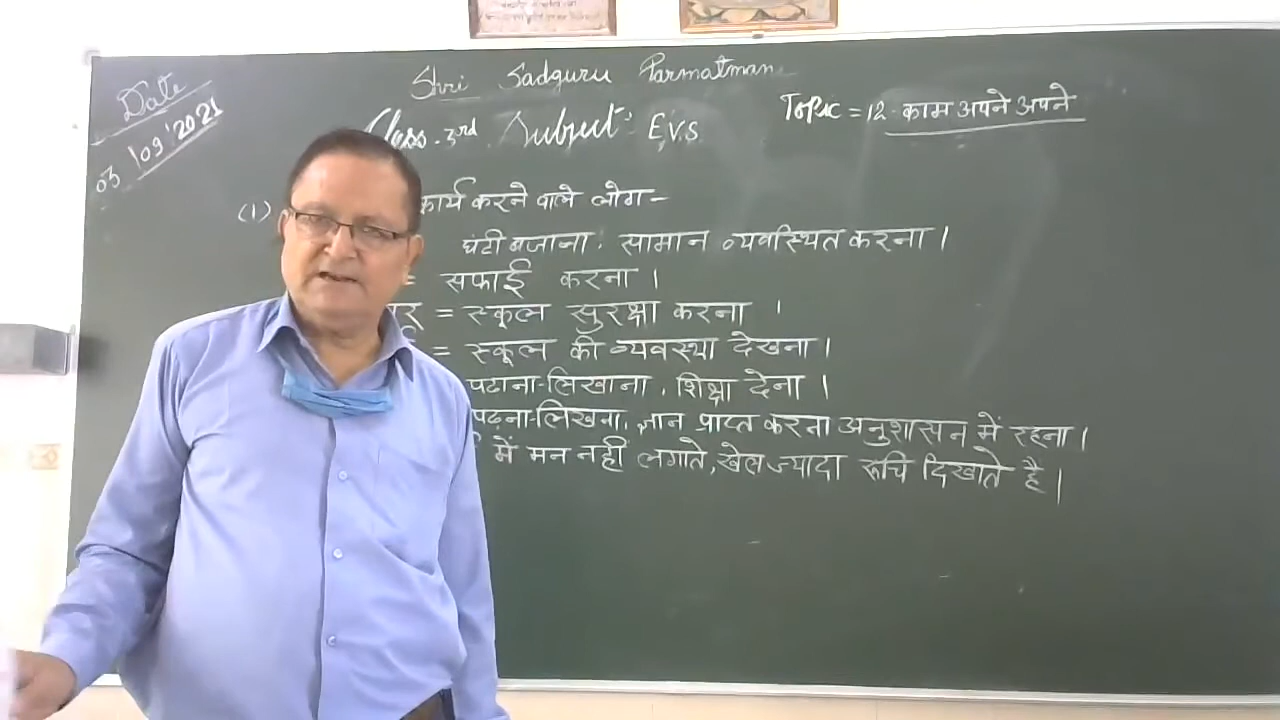 Date
03/09/2021
Shri Sadguru Parmatman
Class - 3rd Subject: E.V.S.
Topic = 12. काम अपने अपने
(1) कार्य करने वाले लोग -
घंटी बजाना, सामान व्यवस्थित करना।
= सफाई करना।
= स्कूल सुरक्षा करना।
= स्कूल की व्यवस्था देखना।
पढाना-लिखाना, शिक्षा देना।
पढ़ना-लिखना, ज्ञान प्राप्त करना अनुशासन में रहना।
में मन नहीं लगाते, खेल ज्यादा रूचि दिखाते है।